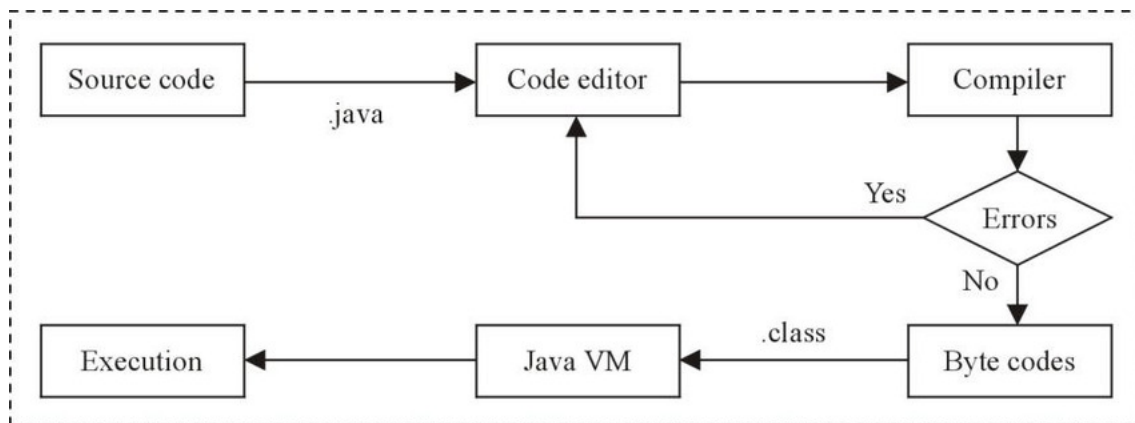 Source code
.java
Code editor
Compiler
Yes
Errors
No
Execution
Java VM
.class
Byte codes